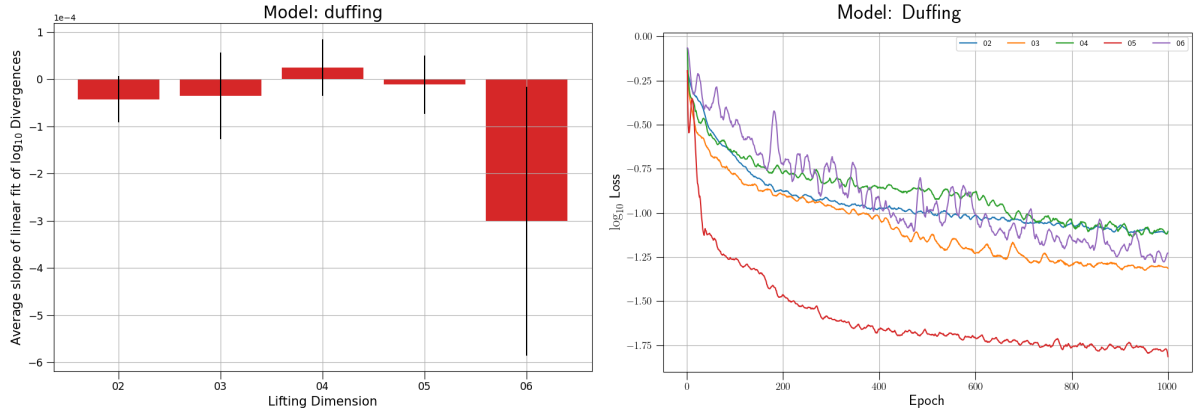 Model: duffing
1e−4
Average slope of linear fit of log10 Divergences
1
0
−1
−2
−3
−4
−5
−6
02 03 04 05 06
Lifting Dimension
Model: Duffing
02 03 04 05 06
log10 Loss
0.00
−0.25
−0.50
−0.75
−1.00
−1.25
−1.50
−1.75
0 200 400 600 800 1000
Epoch